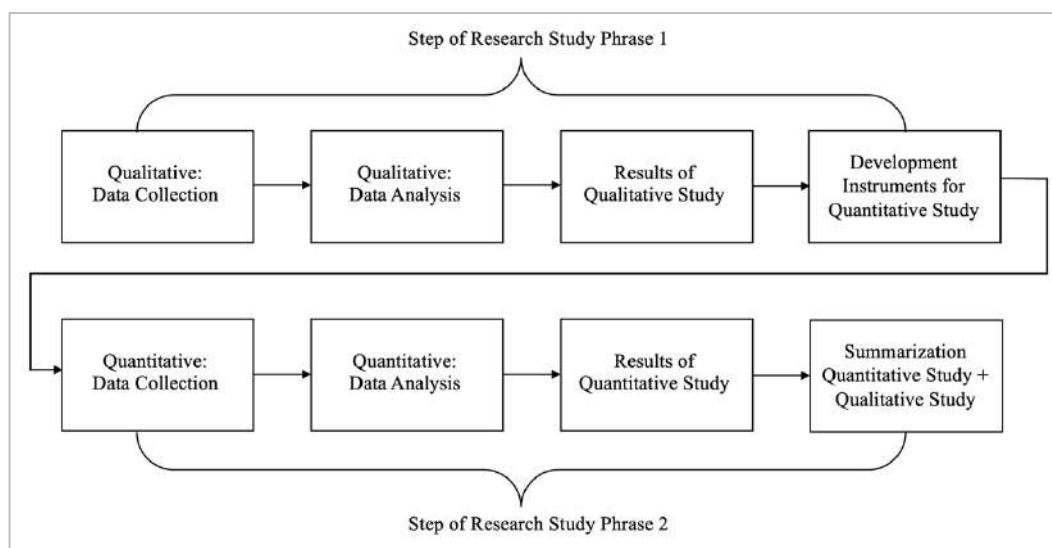 Step of Research Study Phrase 1
Qualitative:
Data Collection
Qualitative:
Data Analysis
Results of
Qualitative Study
Development
Instruments for
Quantitative Study
Quantitative:
Data Collection
Quantitative:
Data Analysis
Results of
Quantitative Study
Summarization
Quantitative Study +
Qualitative Study
Step of Research Study Phrase 2